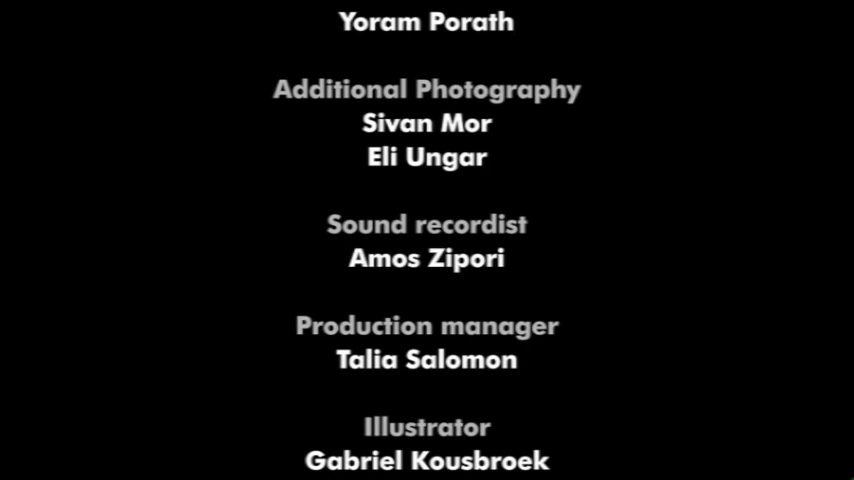 Yoram Porath
Additional Photography
Sivan Mor
Eli Ungar
Sound recordist
Amos Zipori
Production manager
Talia Salomon
Illustrator
Gabriel Kousbroek